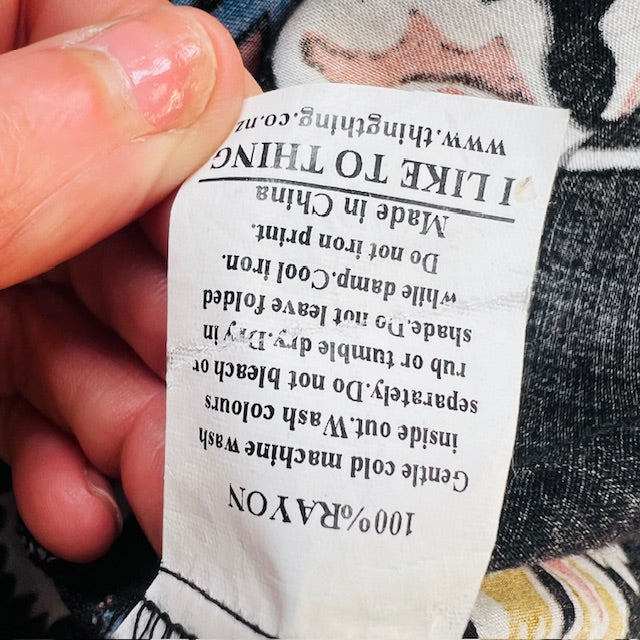 100%RAYON
Gentle cold machine wash
inside out.Wash colours
separately.Do not bleach or
rub or tumble dry.Dry in
shade.Do not leave folded
while damp.Cool iron.
Do not iron print.
Made in China
I LIKE TO THING
www.thingthing.co.nz